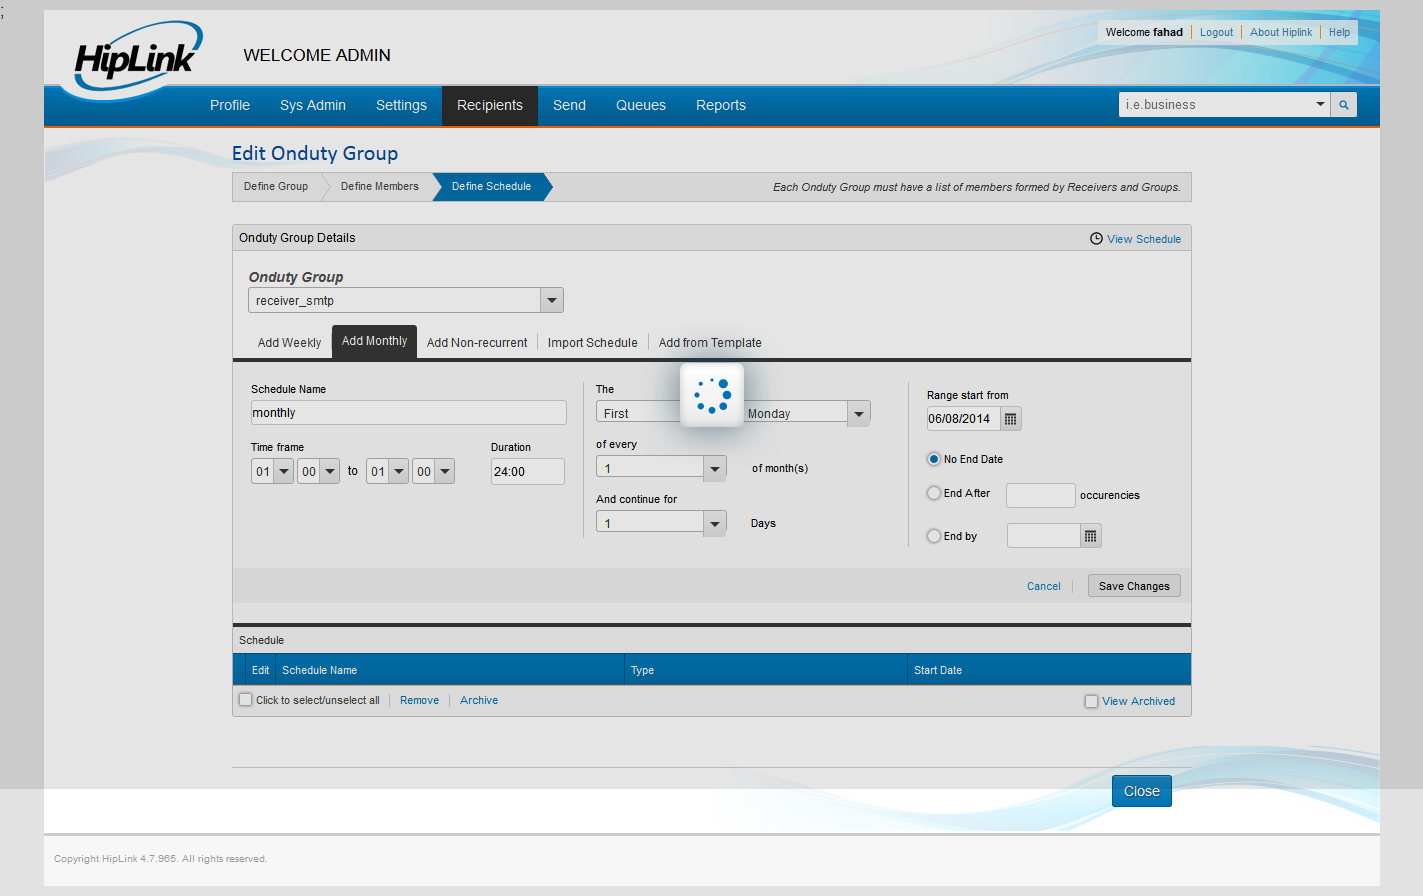 ;
HipLink
WELCOME ADMIN
Welcome fahad Logout About Hiplink Help
Profile Sys Admin Settings Recipients Send Queues Reports
i.e.business
Edit Onduty Group
Define Group Define Members Define Schedule
Each Onduty Group must have a list of members formed by Receivers and Groups.
Onduty Group Details
View Schedule
Onduty Group
receiver_smtp
Add Weekly Add Monthly Add Non-recurrent Import Schedule Add from Template
Schedule Name
monthly
Time frame
01 00 to 01 00
Duration
24:00
The
First Monday
of every
1 of month(s)
And continue for
1 Days
Range start from
06/08/2014
No End Date
End After occurencies
End by
Cancel Save Changes
Schedule
Edit Schedule Name Type Start Date
Click to select/unselect all Remove Archive View Archived
Close
Copyright HipLink 4.7.965. All rights reserved.